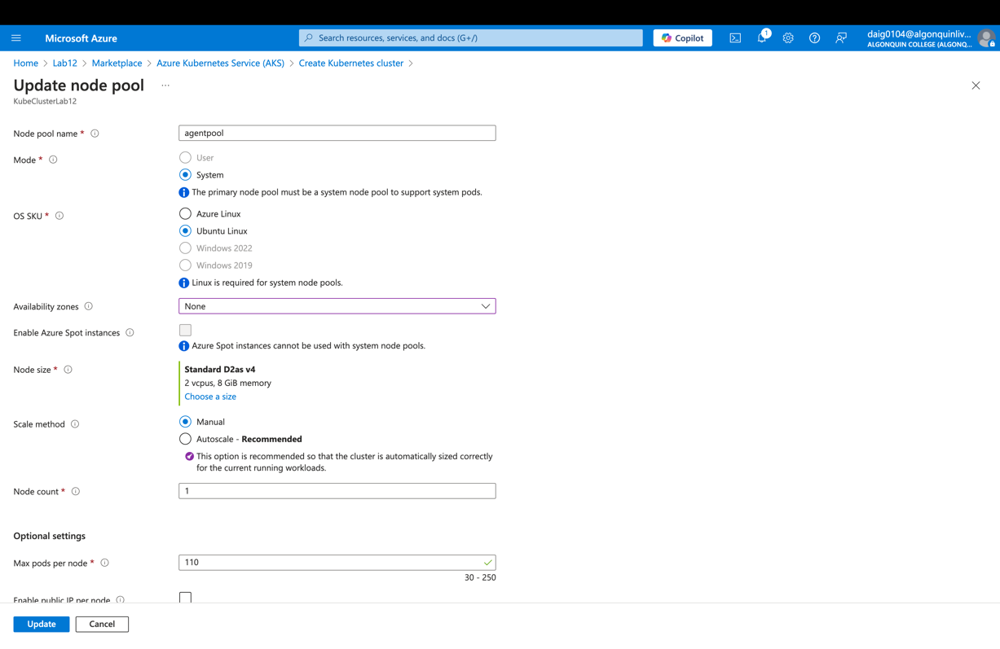 Microsoft Azure
Search resources, services, and docs (G+/)
Copilot
1
daig0104@algonquinliv...
ALGONQUIN COLLEGE (ALGONQ...
Home > Lab12 > Marketplace > Azure Kubernetes Service (AKS) > Create Kubernetes cluster >
Update node pool ...
KubeClusterLab12
Node pool name *
agentpool
Mode *
User
System
The primary node pool must be a system node pool to support system pods.
OS SKU *
Azure Linux
Ubuntu Linux
Windows 2022
Windows 2019
Linux is required for system node pools.
Availability zones
None
Enable Azure Spot instances
Azure Spot instances cannot be used with system node pools.
Node size *
Standard D2as v4
2 vcpus, 8 GiB memory
Choose a size
Scale method
Manual
Autoscale - Recommended
This option is recommended so that the cluster is automatically sized correctly
for the current running workloads.
Node count *
1
Optional settings
Max pods per node *
110
30 - 250
Enable public IP per node
Update
Cancel